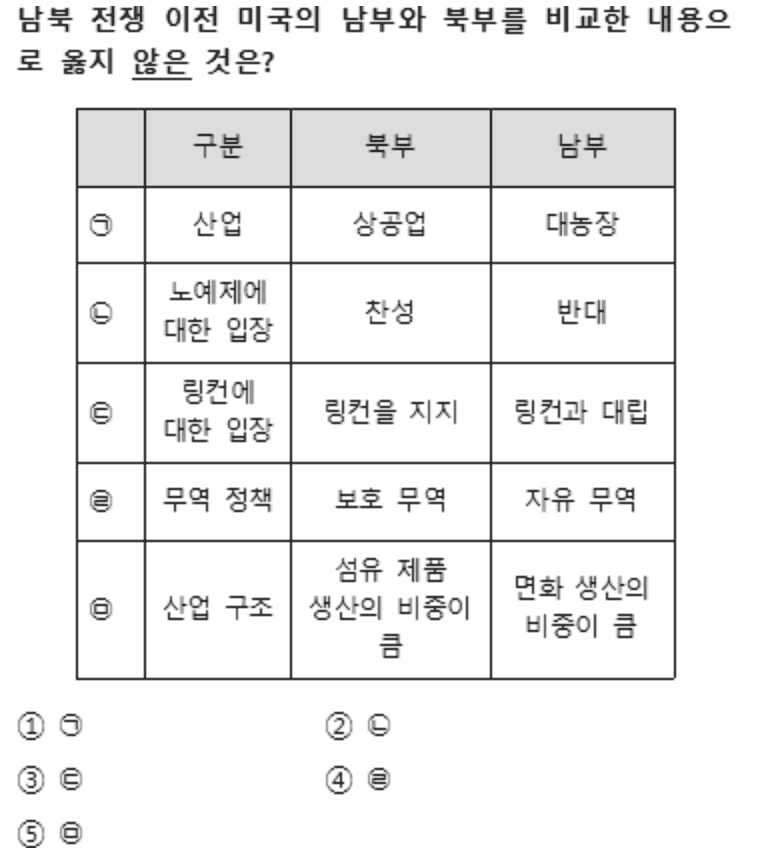 남북 전쟁 이전 미국의 남부와 북부를 비교한 내용으
로 옳지 않은 것은?
구분 북부 남부
㉠ 산업 상공업 대농장
㉡ 노예제에 대한 입장 찬성 반대
㉢ 링컨에 대한 입장 링컨을 지지 링컨과 대립
㉣ 무역 정책 보호 무역 자유 무역
㉤ 산업 구조 섬유 제품 생산의 비중이 큼 면화 생산의 비중이 큼
① ㉠ ② ㉡
③ ㉢ ④ ㉣
⑤ ㉤